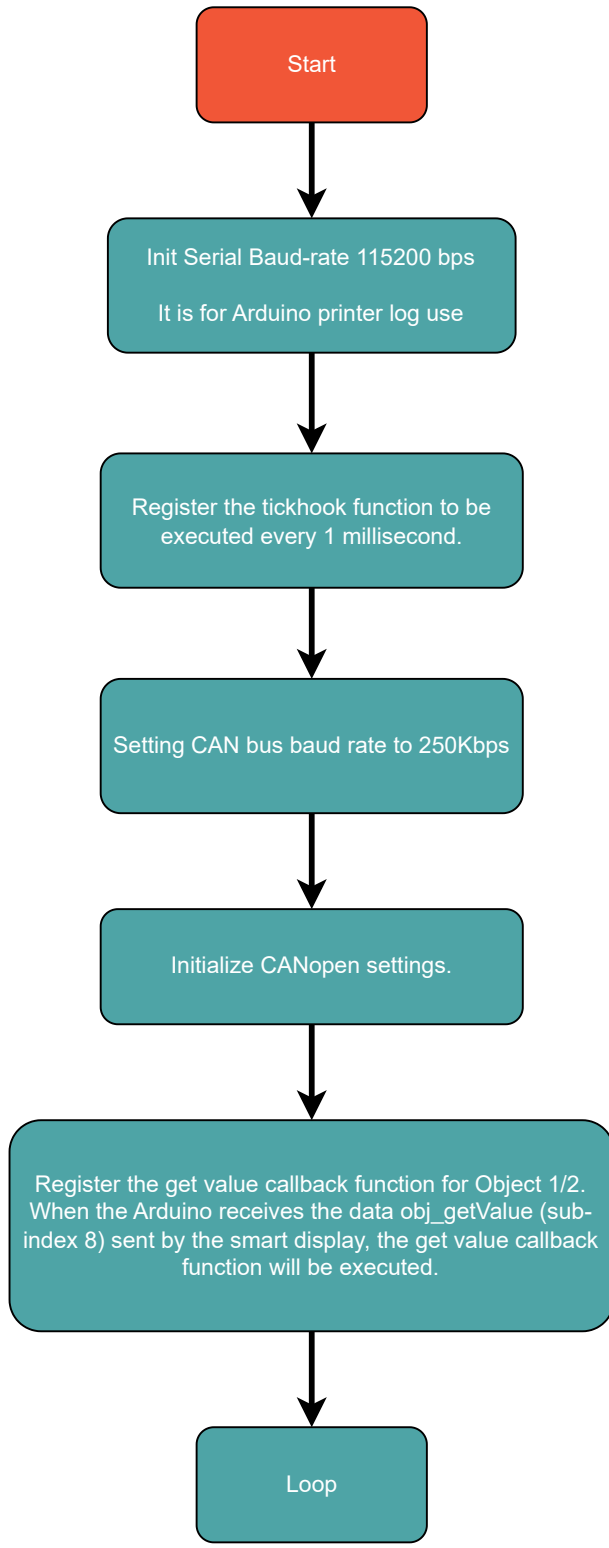 Start
Init Serial Baud-rate 115200 bps
It is for Arduino printer log use
Register the tickhook function to be
executed every 1 millisecond.
Setting CAN bus baud rate to 250Kbps
Initialize CANopen settings.
Register the get value callback function for Object 1/2.
When the Arduino receives the data obj_getValue (sub-
index 8) sent by the smart display, the get value callback
function will be executed.
Loop